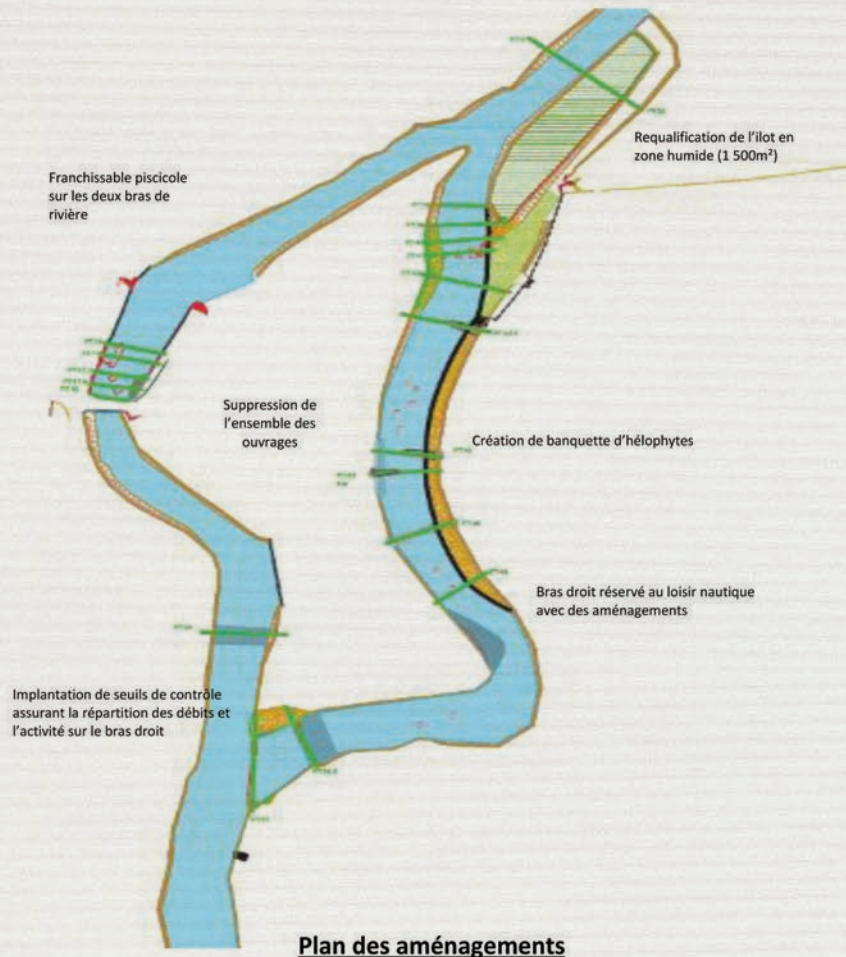 Requalification de l'ilot en
zone humide (1 500m²)
Franchissable piscicole
sur les deux bras de
rivière
Suppression de
l'ensemble des
ouvrages
Création de banquette d'hélophytes
Bras droit réservé au loisir nautique
avec des aménagements
Implantation de seuils de contrôle
assurant la répartition des débits et
l'activité sur le bras droit
Plan des aménagements